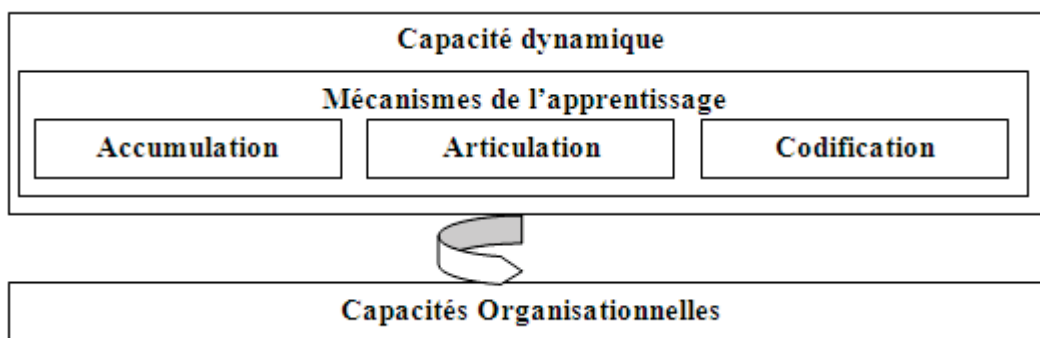 Capacité dynamique
Mécanismes de l'apprentissage
Accumulation
Articulation
Codification
Capacités Organisationnelles